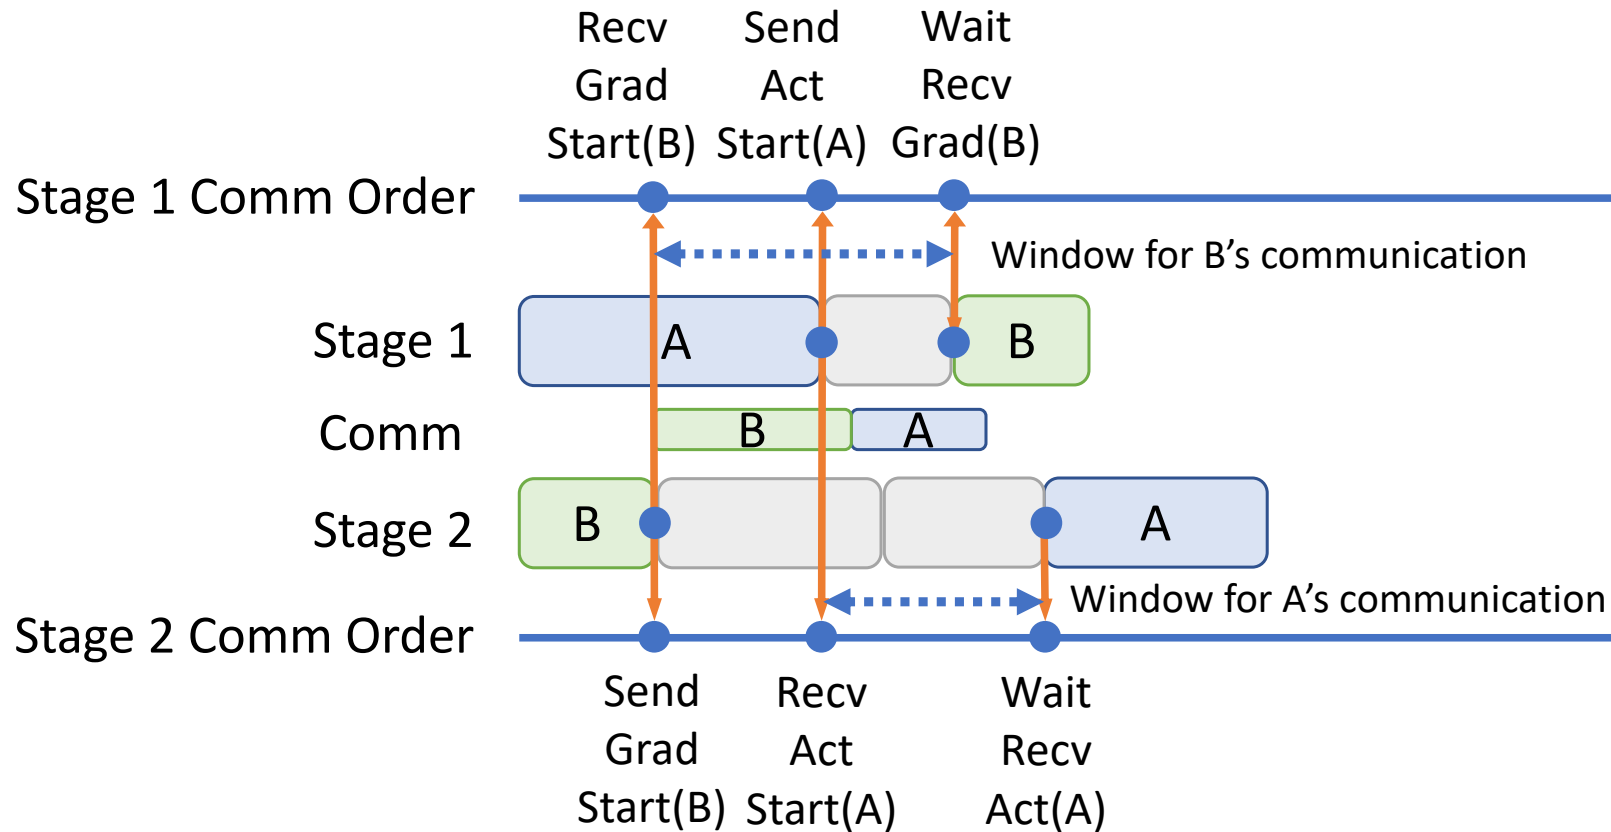 Recv Send Wait
Grad Act Recv
Start(B) Start(A) Grad(B)
Stage 1 Comm Order
Window for B’s communication
Stage 1 A B
Comm B A
Stage 2 B A
Window for A’s communication
Stage 2 Comm Order
Send Recv Wait
Grad Act Recv
Start(B) Start(A) Act(A)